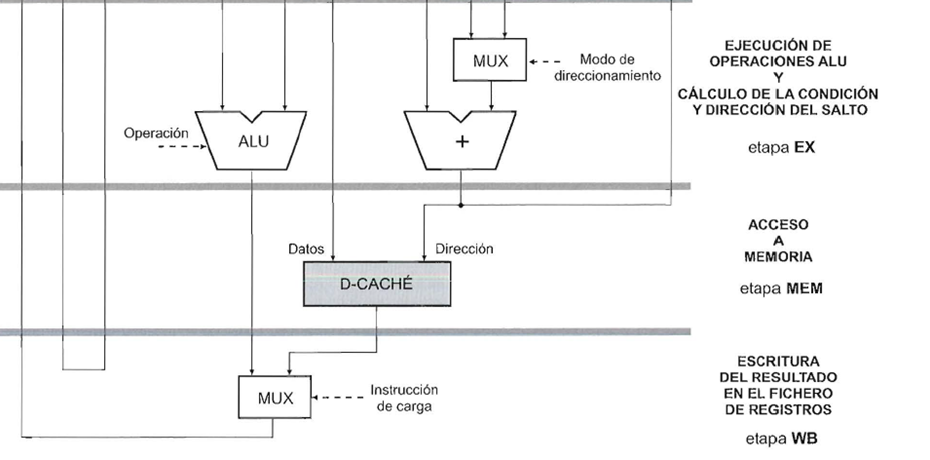 MUX
Modo de
direccionamiento
EJECUCIÓN DE
OPERACIONES ALU
Y
CÁLCULO DE LA CONDICIÓN
Y DIRECCIÓN DEL SALTO
etapa EX
Operación
ALU
+
Datos
Dirección
D-CACHÉ
ACCESO
A
MEMORIA
etapa MEM
MUX
Instrucción
de carga
ESCRITURA
DEL RESULTADO
EN EL FICHERO
DE REGISTROS
etapa WB